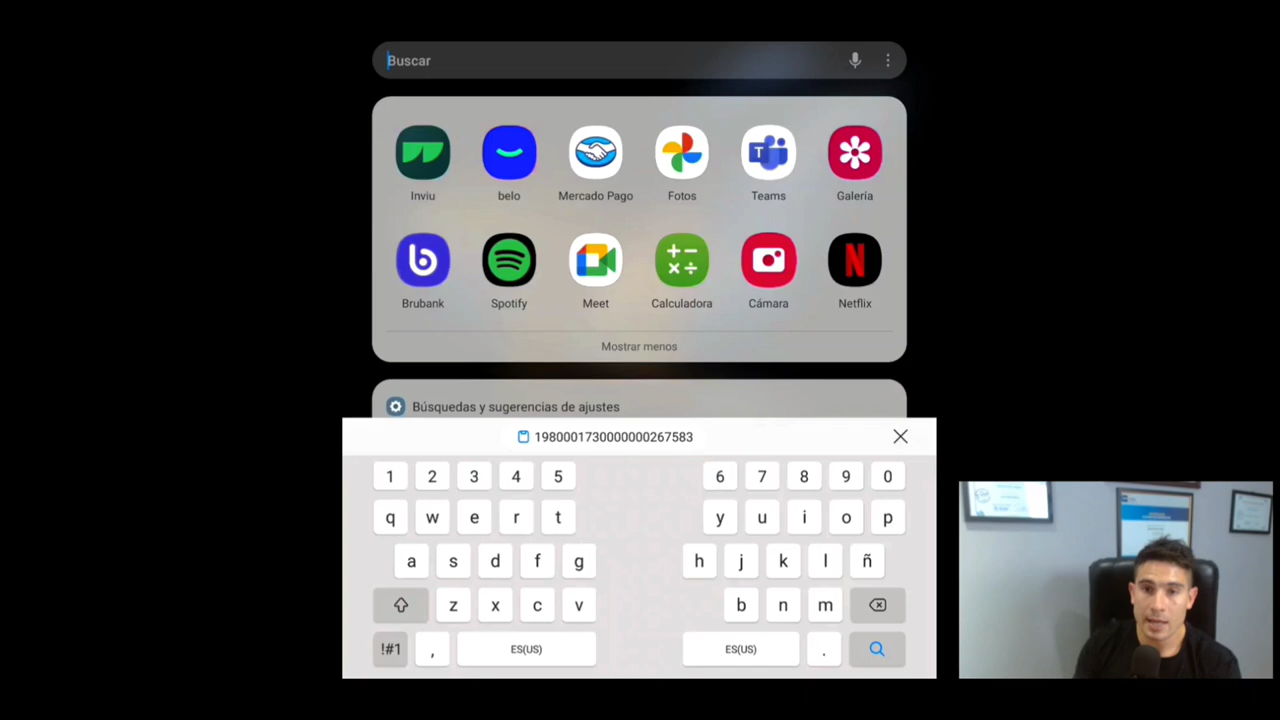 Buscar
Inviu belo Mercado Pago Fotos Teams Galería
Brubank Spotify Meet Calculadora Cámara Netflix
Mostrar menos
Búsquedas y sugerencias de ajustes
1980001730000000267583
1 2 3 4 5 6 7 8 9 0
q w e r t y u i o p
a s d f g h j k l ñ
z x c v b n m
!#1 , ES(US) ES(US) .